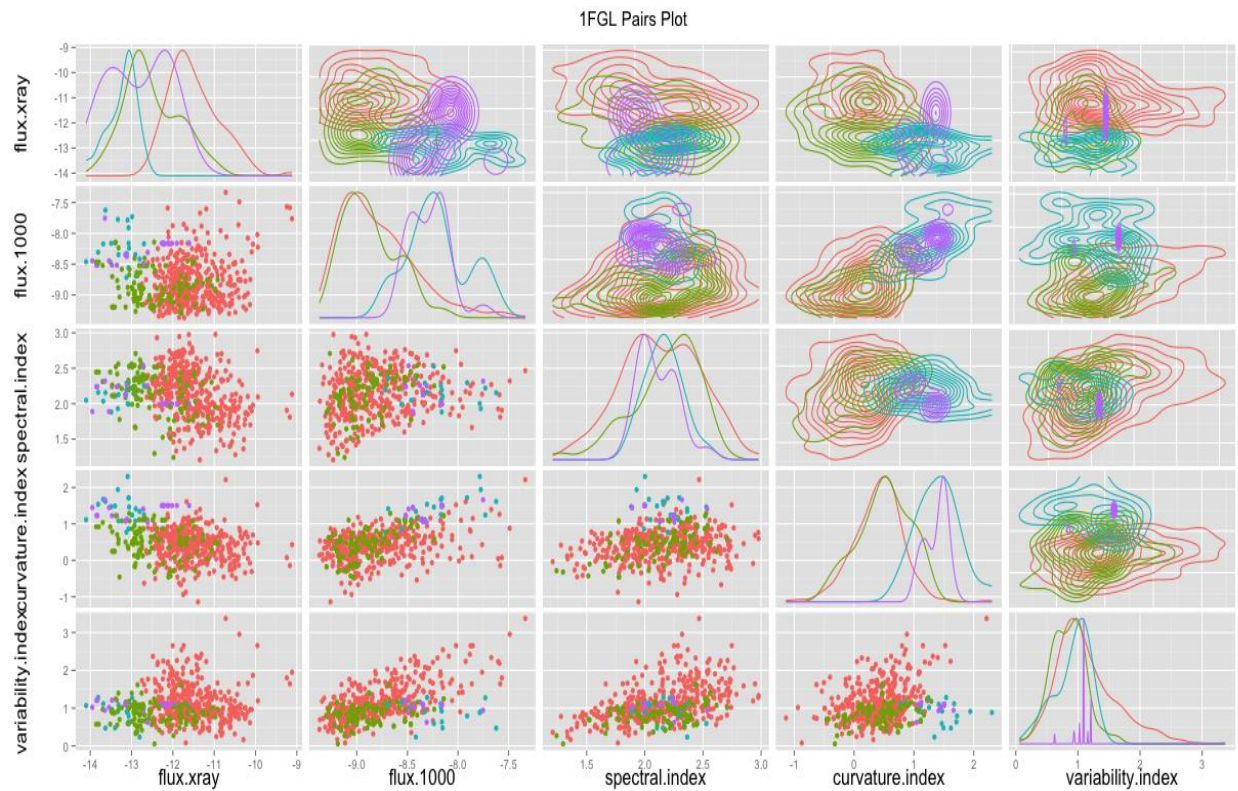 1FGL Pairs Plot
flux.xray
-9
-10
-11
-12
-13
-14
flux.1000
-7.5
-8.0
-8.5
-9.0
spectral.index
3.0
2.5
2.0
1.5
curvature.index
2
1
0
-1
variability.index
3
2
1
0
-14 -13 -12 -11 -10 -9
-9.0 -8.5 -8.0 -7.5
1.5 2.0 2.5 3.0
-1 0 1 2
0 1 2 3
flux.xray
flux.1000
spectral.index
curvature.index
variability.index